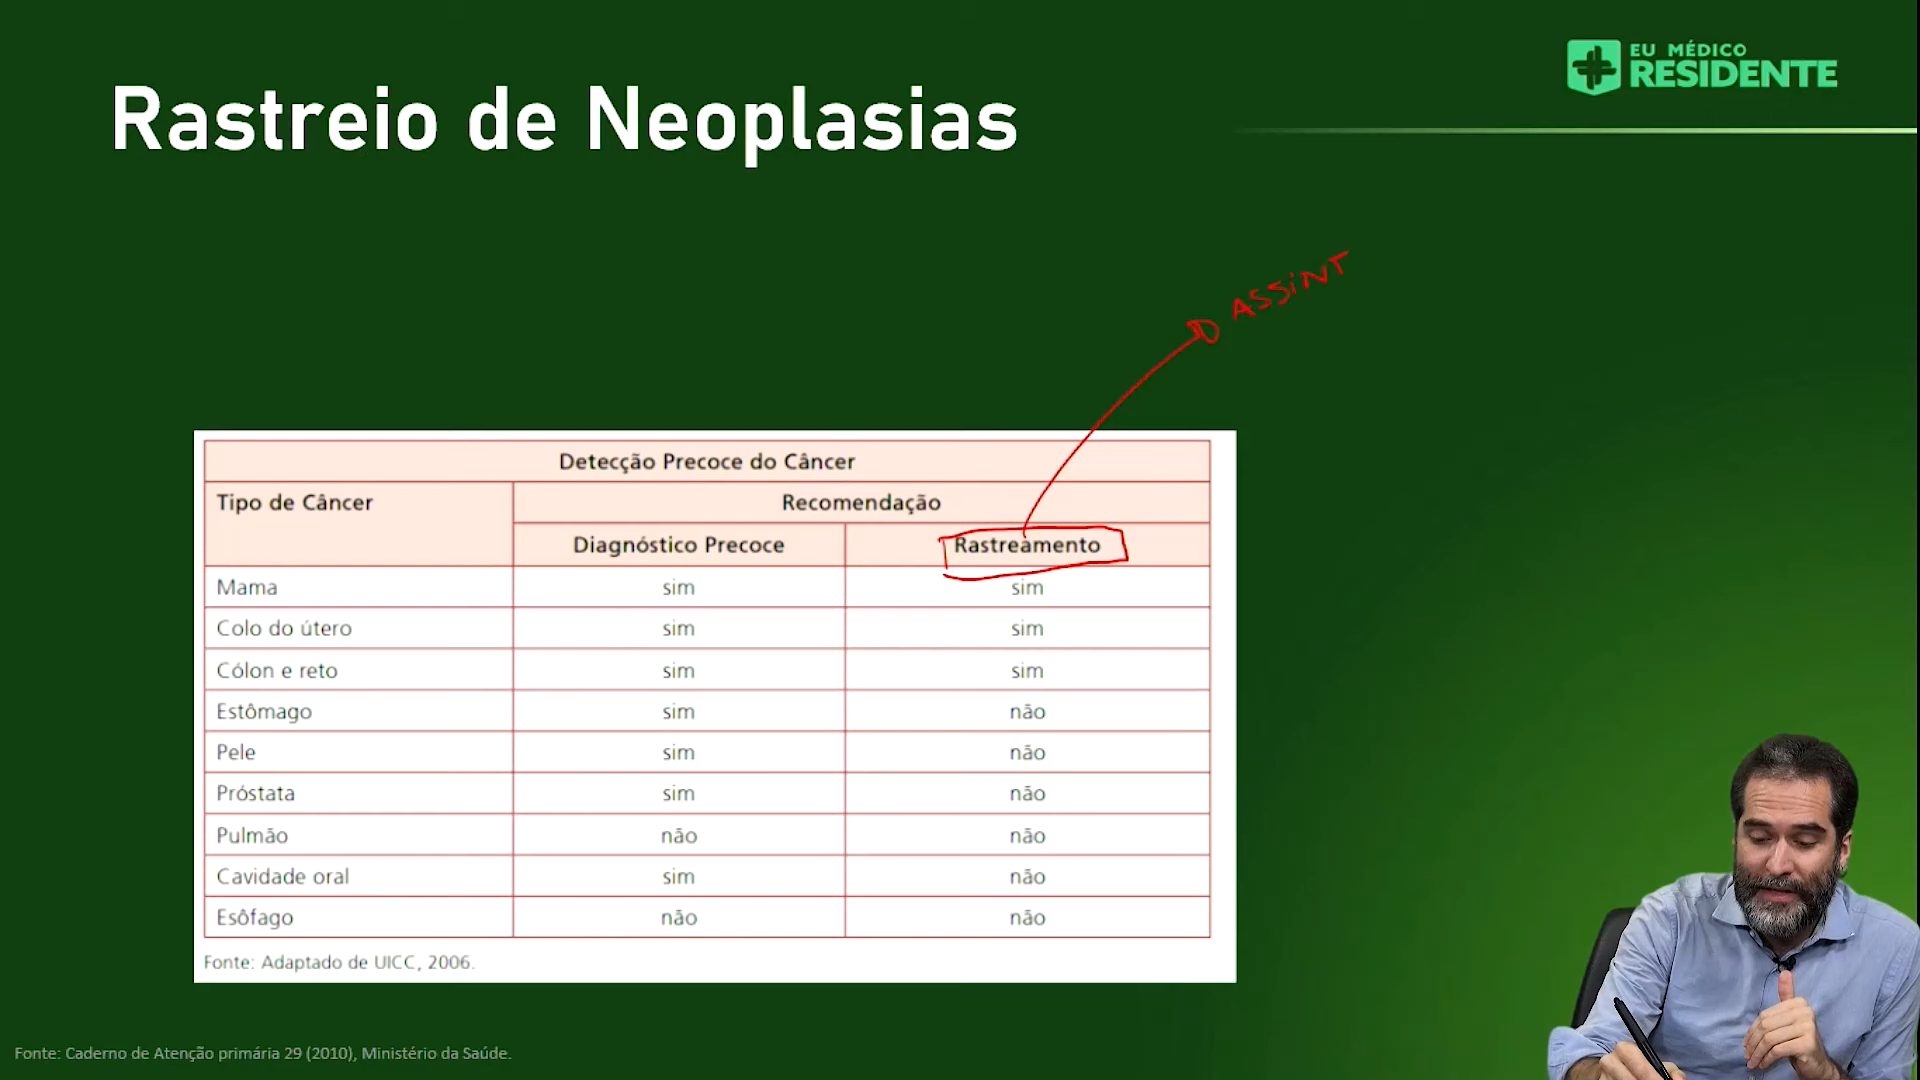 EU MÉDICO
RESIDENTE
Rastreio de Neoplasias
ASSINT
Detecção Precoce do Câncer
Tipo de Câncer Recomendação
Diagnóstico Precoce Rastreamento
Mama sim sim
Colo do útero sim sim
Cólon e reto sim sim
Estômago sim não
Pele sim não
Próstata sim não
Pulmão não não
Cavidade oral sim não
Esôfago não não
Fonte: Adaptado de UICC, 2006.
Fonte: Caderno de Atenção primária 29 (2010), Ministério da Saúde.